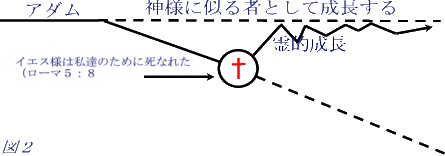 アダム
神様に似る者として成長する
霊的成長
イエス様は私達のために死なれた
（ローマ５：８
図２